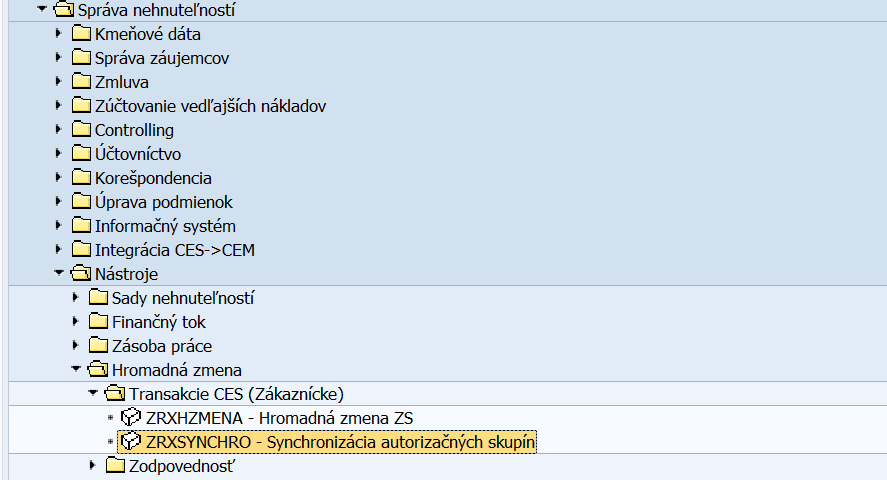 Správa nehnuteľností
Kmeňové dáta
Správa záujemcov
Zmluva
Zúčtovanie vedľajších nákladov
Controlling
Účtovníctvo
Korešpondencia
Úprava podmienok
Informačný systém
Integrácia CES->CEM
Nástroje
Sady nehnuteľností
Finančný tok
Zásoba práce
Hromadná zmena
Transakcie CES (Zákaznícke)
ZRXHZMENA - Hromadná zmena ZS
ZRXSYNCHRO - Synchronizácia autorizačných skupín
Zodpovednosť